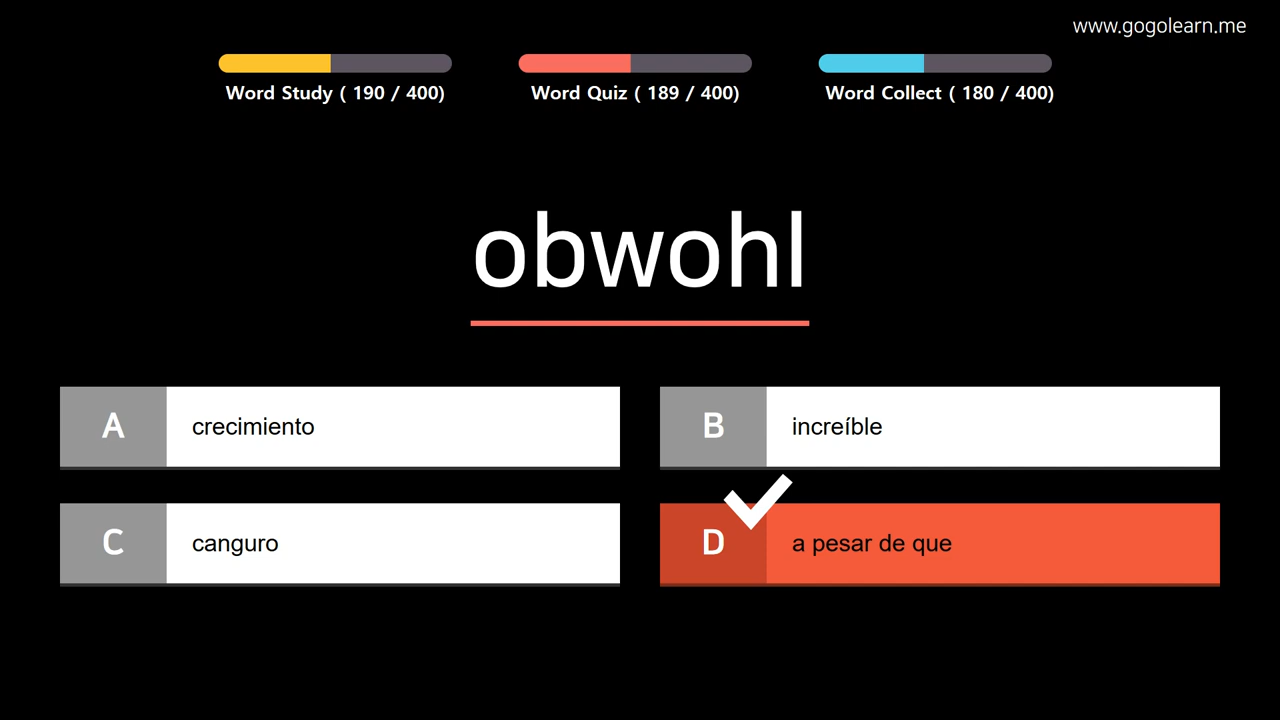 www.gogolearn.me
Word Study ( 190 / 400)
Word Quiz ( 189 / 400)
Word Collect ( 180 / 400)
obwohl
A crecimiento
B increíble
C canguro
D a pesar de que